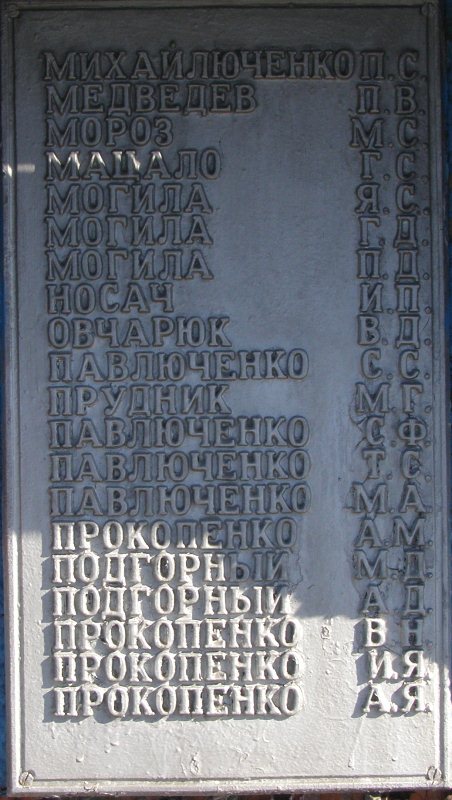 МИХАЙЛЮЧЕНКО П.С.
МЕДВЕДЕВ П.В.
МОРОЗ М.С.
МАЦАЛО Г.С.
МОГИЛА Я.С.
МОГИЛА Г.Д.
МОГИЛА П.Д.
НОСАЧ И.П.
ОВЧАРЮК В.Д.
ПАВЛЮЧЕНКО С.С.
ПРУДНИК М.Г.
ПАВЛЮЧЕНКО С.Ф.
ПАВЛЮЧЕНКО Т.С.
ПАВЛЮЧЕНКО М.А.
ПРОКОПЕНКО А.М.
ПОДГОРНЫЙ М.Д.
ПОДГОРНЫЙ А.Д.
ПРОКОПЕНКО В.Н.
ПРОКОПЕНКО И.Я.
ПРОКОПЕНКО А.Я.